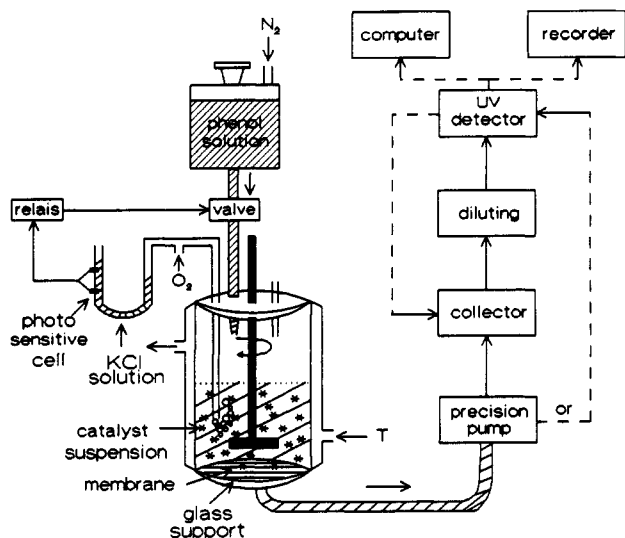 N₂
computer
recorder
phenol
solution
UV
detector
relais
valve
diluting
O₂
photo
sensitive
cell
KCl
solution
collector
catalyst
suspension
T
precision
pump
or
membrane
glass
support